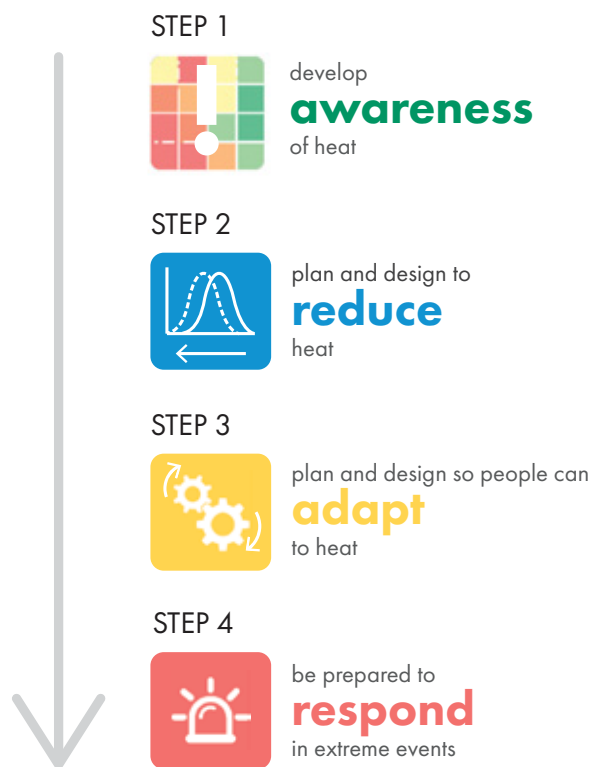 STEP 1
develop
awareness
of heat
STEP 2
plan and design to
reduce
heat
STEP 3
plan and design so people can
adapt
to heat
STEP 4
be prepared to
respond
in extreme events